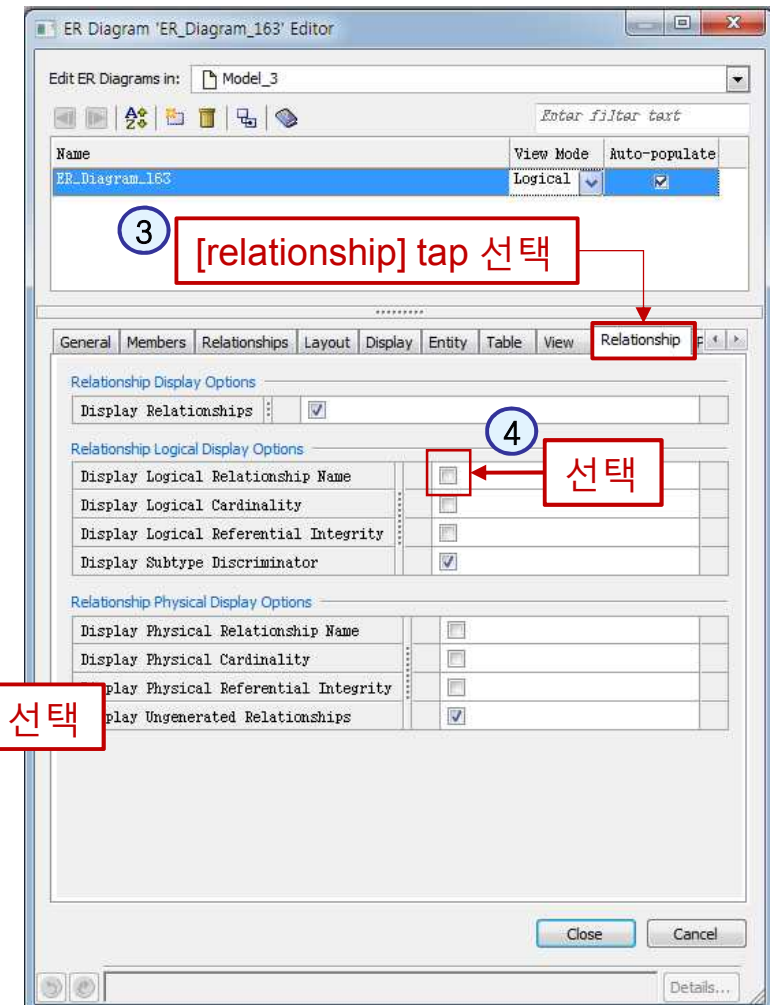 ER Diagram 'ER_Diagram_163' Editor
Edit ER Diagrams in: Model_3
Enter filter text
Name View Mode Auto-populate
ER_Diagram_163 Logical
3
[relationship] tap 선택
General Members Relationships Layout Display Entity Table View Relationship
Relationship Display Options
Display Relationships
4
Relationship Logical Display Options
선택
Display Logical Relationship Name
Display Logical Cardinality
Display Logical Referential Integrity
Display Subtype Discriminator
Relationship Physical Display Options
Display Physical Relationship Name
Display Physical Cardinality
play Physical Referential Integrity
선택
play Ungenerated Relationships
Close Cancel
Details...